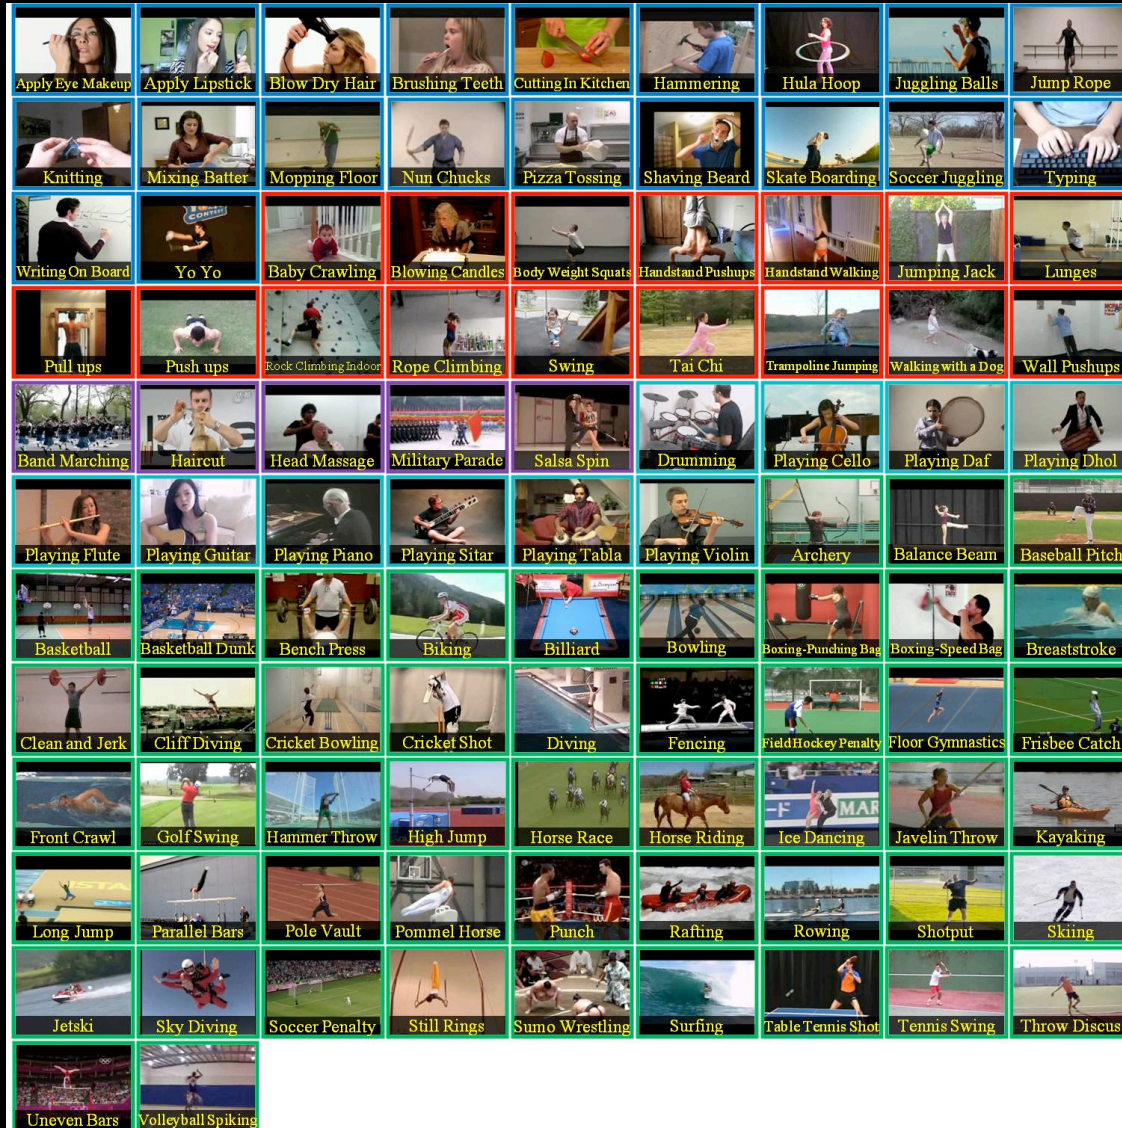 Apply Eye Makeup Apply Lipstick Blow Dry Hair Brushing Teeth Cutting In Kitchen Hammering Hula Hoop Juggling Balls Jump Rope
Knitting Mixing Batter Mopping Floor Nun Chucks Pizza Tossing Shaving Beard Skate Boarding Soccer Juggling Typing
CONTEST
Writing On Board Yo Yo Baby Crawling Blowing Candles Body Weight Squats Handstand Pushups Handstand Walking Jumping Jack Lunges
Pull ups Push ups Rock Climbing Indoor Rope Climbing Swing Tai Chi Trampoline Jumping Walking with a Dog Wall Pushups
Band Marching Haircut Head Massage Military Parade Salsa Spin Drumming Playing Cello Playing Daf Playing Dhol
Playing Flute Playing Guitar Playing Piano Playing Sitar Playing Tabla Playing Violin Archery Balance Beam Baseball Pitch
Basketball Basketball Dunk Bench Press Biking Billiard Bowling Boxing-Punching Bag Boxing-Speed Bag Breaststroke
Clean and Jerk Cliff Diving Cricket Bowling Cricket Shot Diving Fencing Field Hockey Penalty Floor Gymnastics Frisbee Catch
MAR
Front Crawl Golf Swing Hammer Throw High Jump Horse Race Horse Riding Ice Dancing Javelin Throw Kayaking
Long Jump Parallel Bars Pole Vault Pommel Horse Punch Rafting Rowing Shotput Skiing
Jetski Sky Diving Soccer Penalty Still Rings Sumo Wrestling Surfing Table Tennis Shot Tennis Swing Throw Discus
Uneven Bars Volleyball Spiking